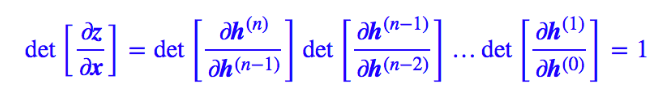 det [∂z/∂x] = det [∂h⁽ⁿ⁾/∂h⁽ⁿ⁻¹⁾] det [∂h⁽ⁿ⁻¹⁾/∂h⁽ⁿ⁻²⁾] … det [∂h⁽¹⁾/∂h⁽⁰⁾] = 1